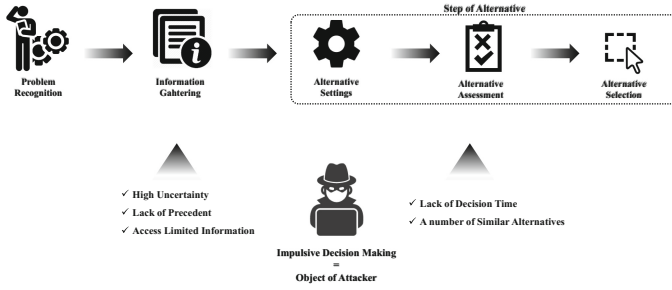 Step of Alternative
Problem
Recognition
Information
Gahtering
Alternative
Settings
Alternative
Assessment
Alternative
Selection
✓ High Uncertainty
✓ Lack of Precedent
✓ Access Limited Information
✓ Lack of Decision Time
✓ A number of Similar Alternatives
Impulsive Decision Making
=
Object of Attacker